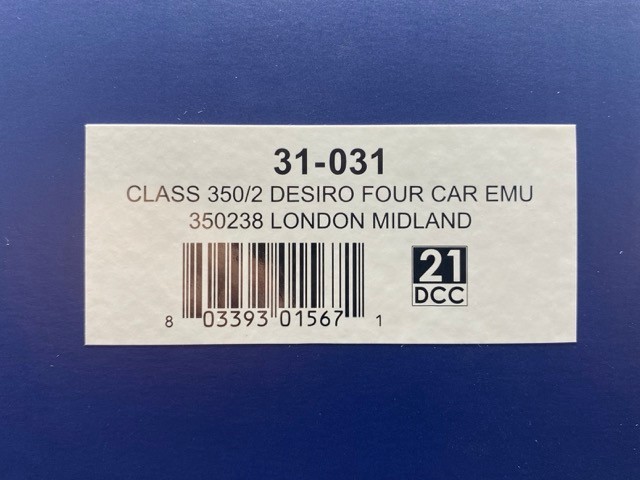 31-031
CLASS 350/2 DESIRO FOUR CAR EMU
350238 LONDON MIDLAND
21
DCC
8 03393 01567 1